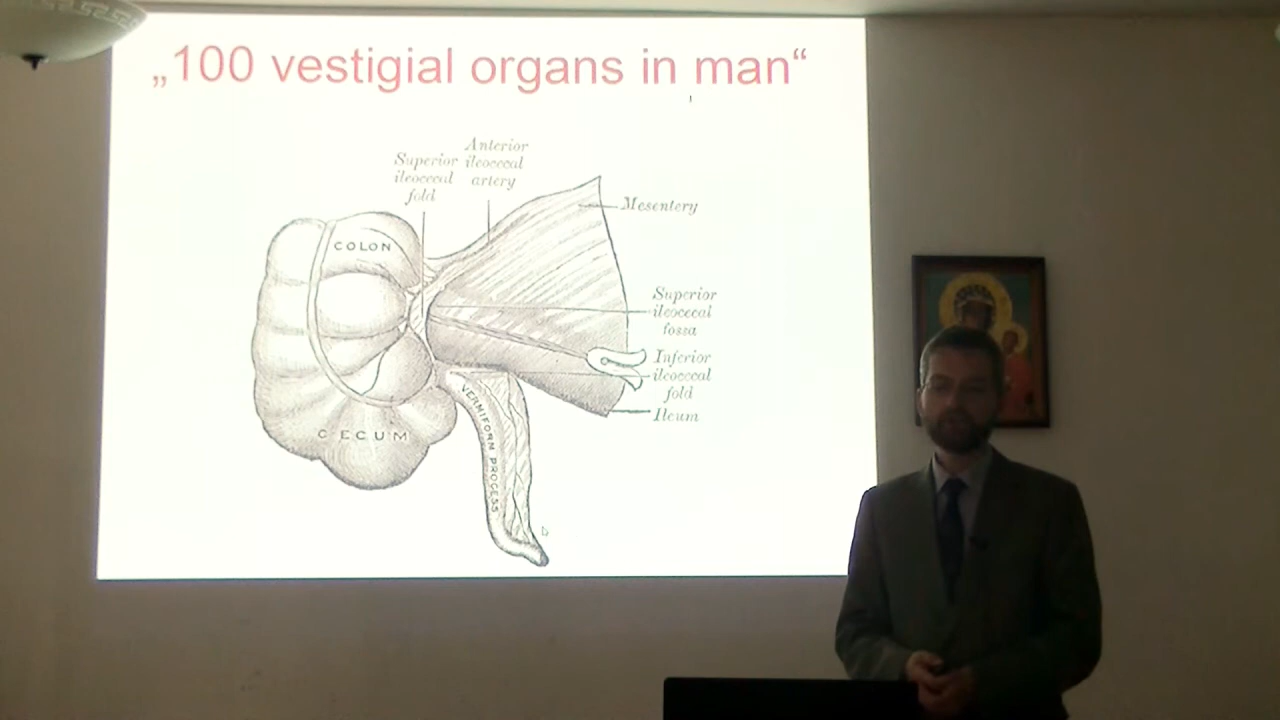 „100 vestigial organs in man“
Anterior
Superior ileocecal
ileocecal artery
fold
Mesentery
COLON
Superior
ileocecal
fossa
Inferior
ileocecal
fold
Ileum
CECUM
VERMIFORM PROCESS